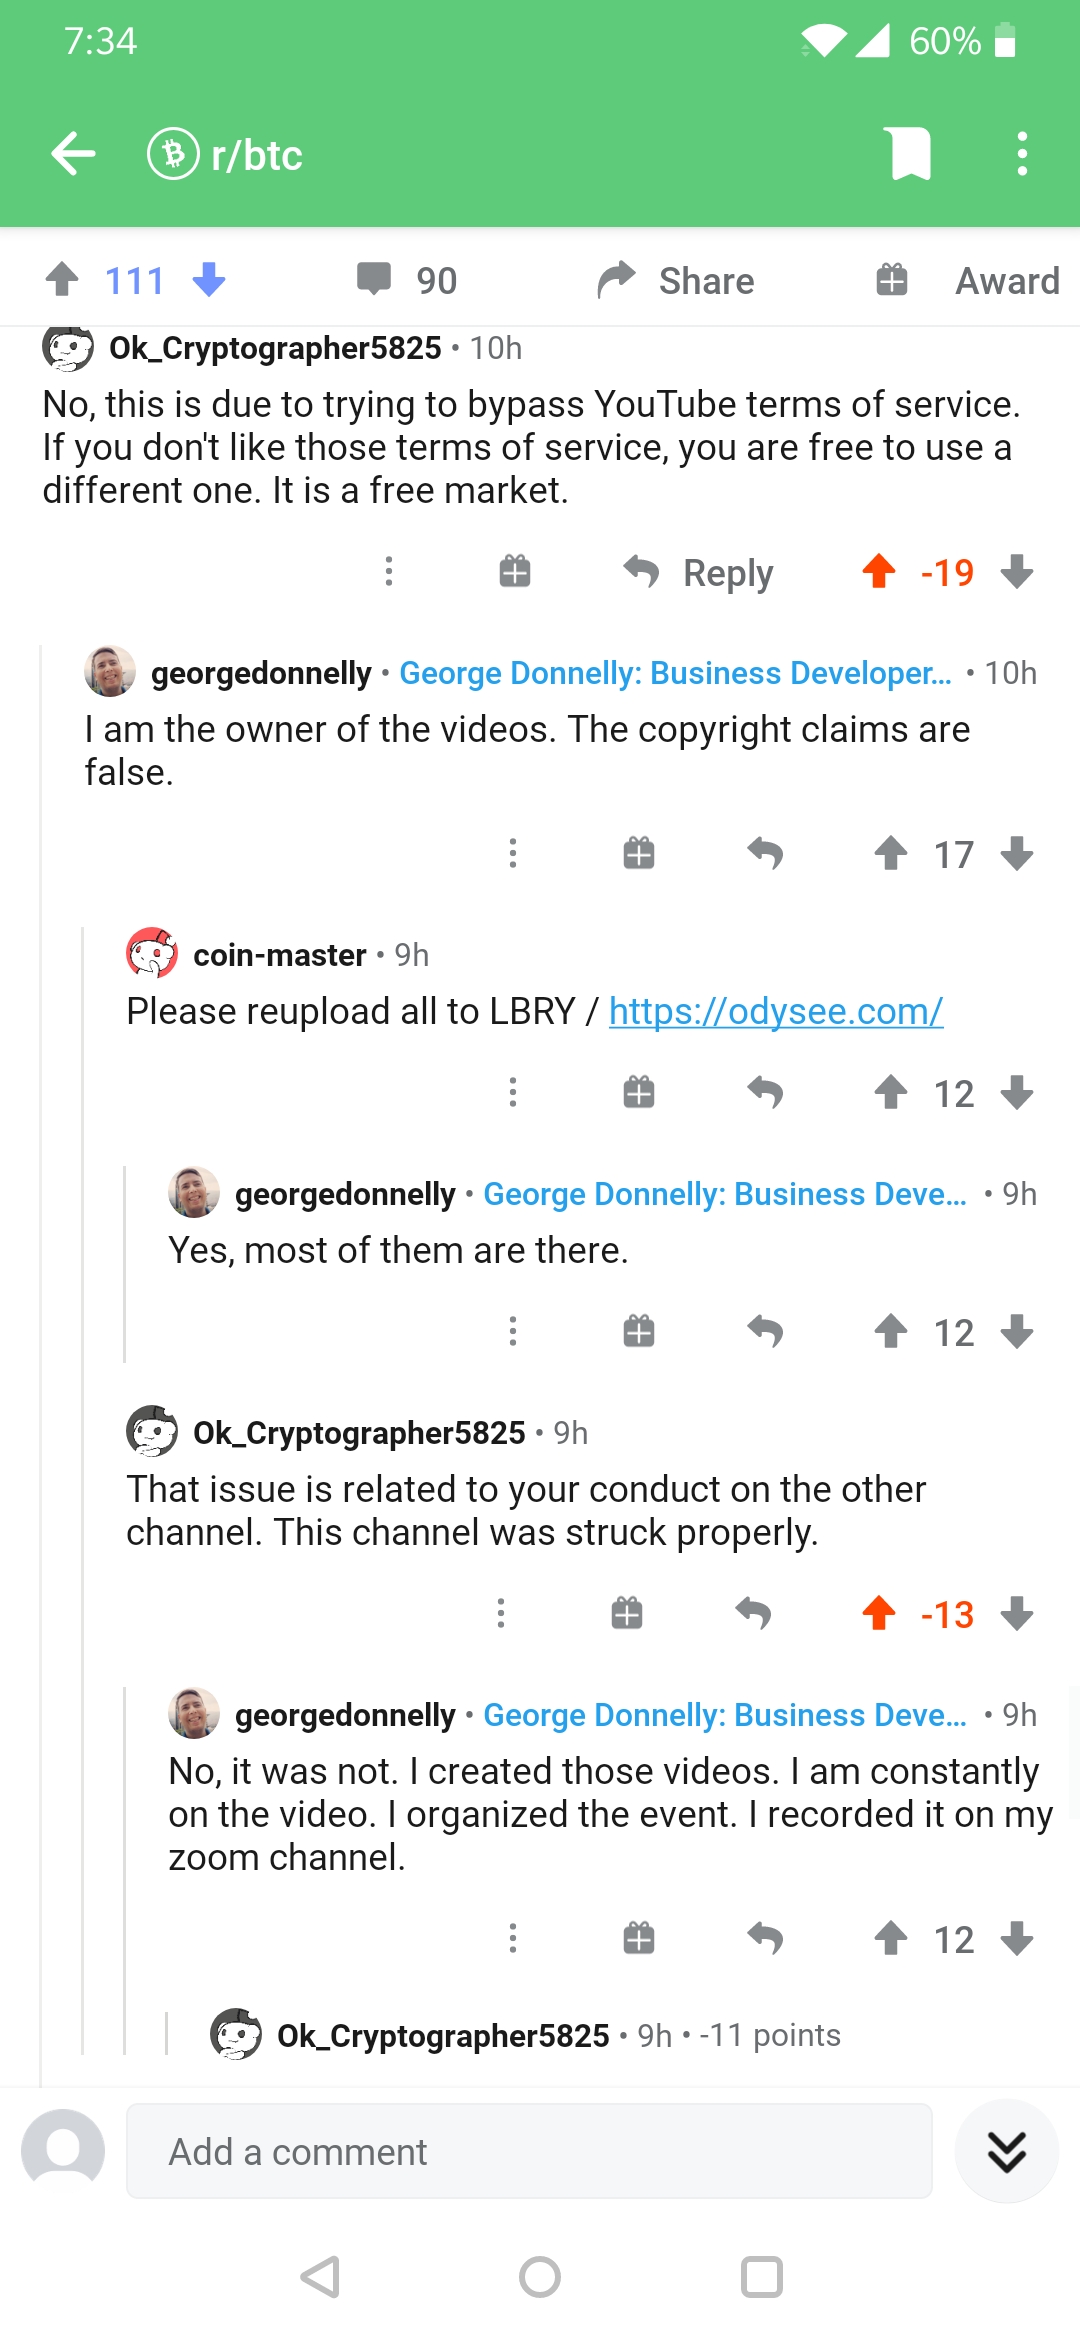 7:34
60%
r/btc
111
90
Share
Award
Ok_Cryptographer5825 • 10h
No, this is due to trying to bypass YouTube terms of service.
If you don't like those terms of service, you are free to use a
different one. It is a free market.
Reply
-19
georgedonnelly • George Donnelly: Business Developer... • 10h
I am the owner of the videos. The copyright claims are
false.
17
coin-master • 9h
Please reupload all to LBRY / https://odysee.com/
12
georgedonnelly • George Donnelly: Business Deve... • 9h
Yes, most of them are there.
12
Ok_Cryptographer5825 • 9h
That issue is related to your conduct on the other
channel. This channel was struck properly.
-13
georgedonnelly • George Donnelly: Business Deve... • 9h
No, it was not. I created those videos. I am constantly
on the video. I organized the event. I recorded it on my
zoom channel.
12
Ok_Cryptographer5825 • 9h • -11 points
Add a comment